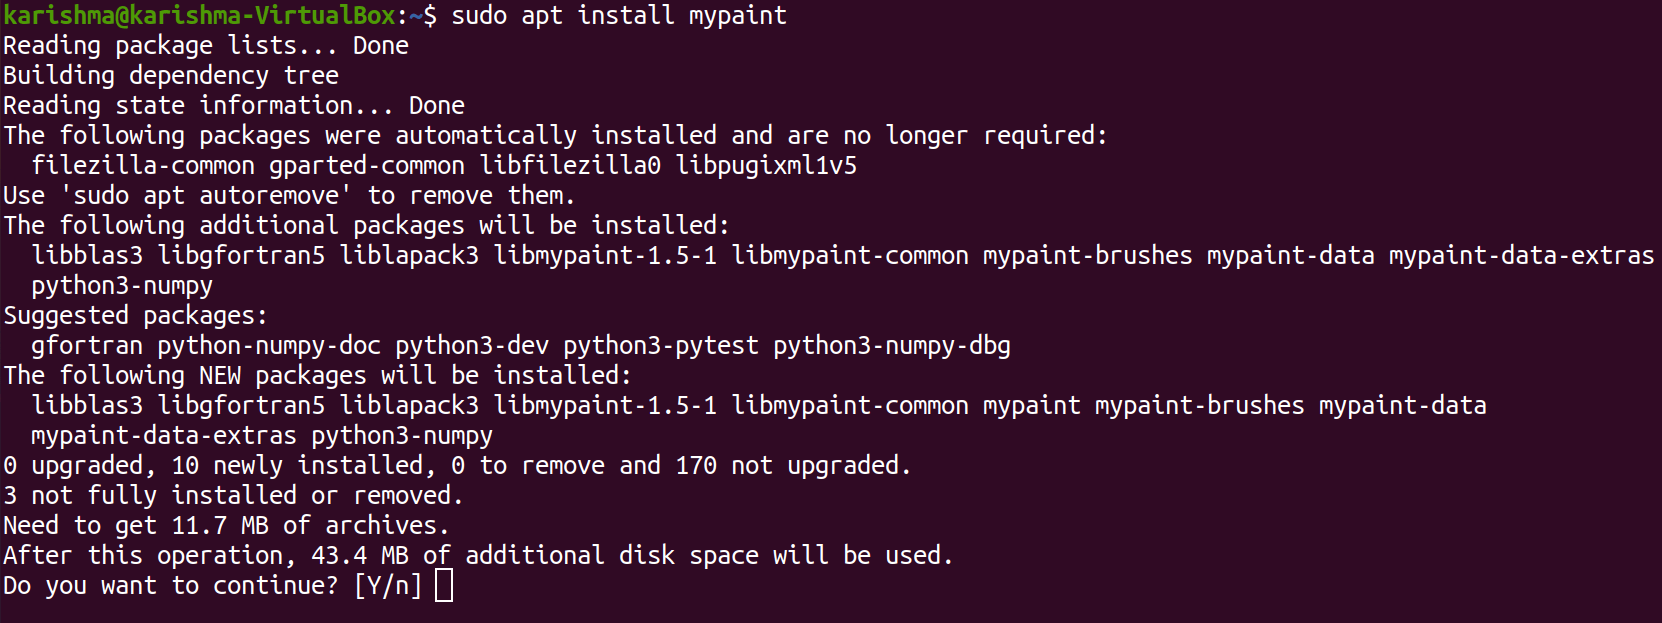 karishma@karishma-VirtualBox:~$ sudo apt install mypaint
Reading package lists... Done
Building dependency tree
Reading state information... Done
The following packages were automatically installed and are no longer required:
  filezilla-common gparted-common libfilezilla0 libpugixml1v5
Use 'sudo apt autoremove' to remove them.
The following additional packages will be installed:
  libblas3 libgfortran5 liblapack3 libmypaint-1.5-1 libmypaint-common mypaint-brushes mypaint-data mypaint-data-extras
  python3-numpy
Suggested packages:
  gfortran python-numpy-doc python3-dev python3-pytest python3-numpy-dbg
The following NEW packages will be installed:
  libblas3 libgfortran5 liblapack3 libmypaint-1.5-1 libmypaint-common mypaint mypaint-brushes mypaint-data
  mypaint-data-extras python3-numpy
0 upgraded, 10 newly installed, 0 to remove and 170 not upgraded.
3 not fully installed or removed.
Need to get 11.7 MB of archives.
After this operation, 43.4 MB of additional disk space will be used.
Do you want to continue? [Y/n]